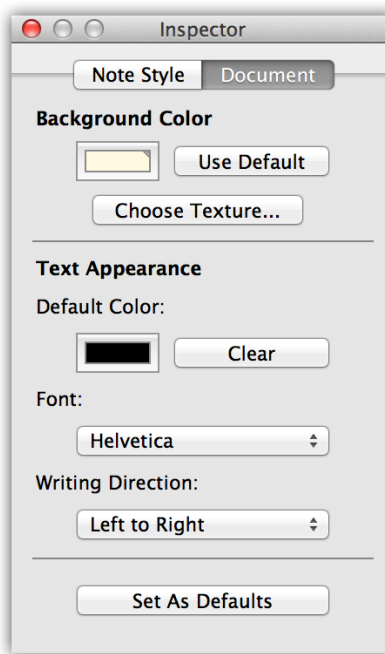 Inspector
Note Style Document
Background Color
Use Default
Choose Texture...
Text Appearance
Default Color:
Clear
Font:
Helvetica
Writing Direction:
Left to Right
Set As Defaults